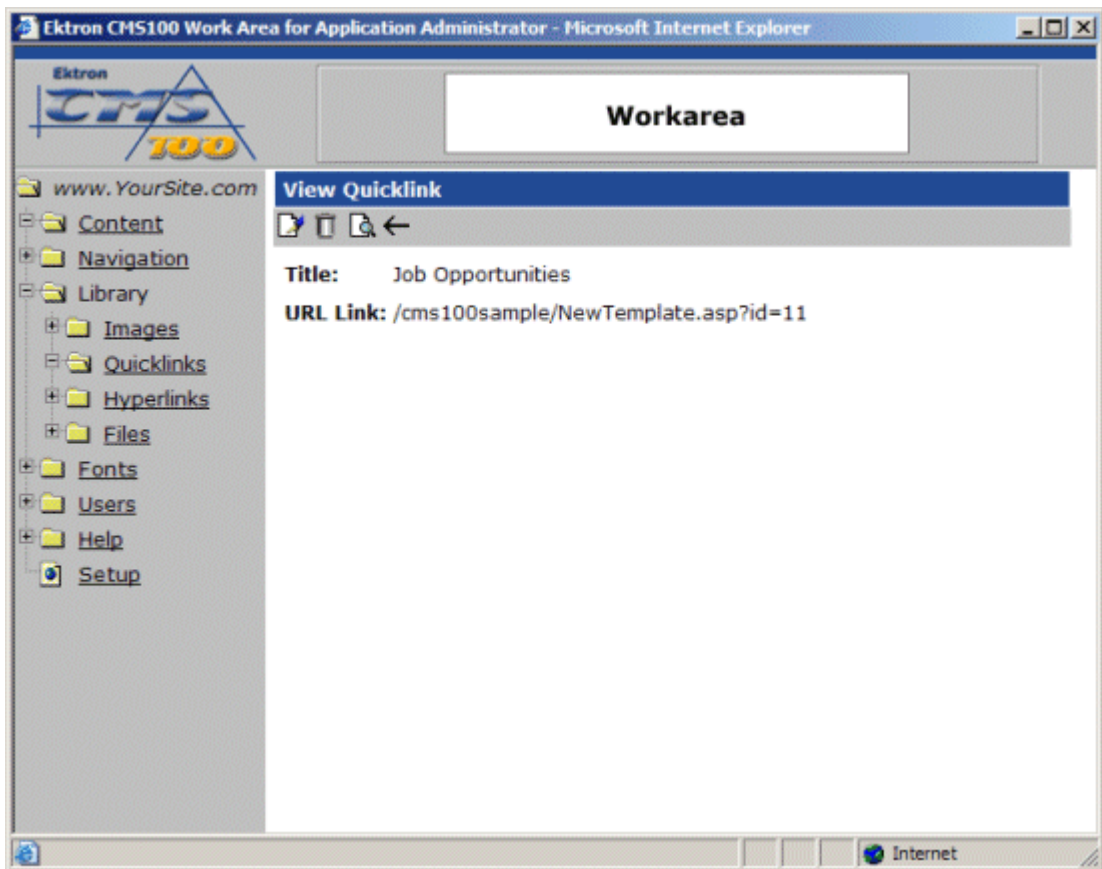 Ektron CMS100 Work Area for Application Administrator - Microsoft Internet Explorer
Ektron
CMS
100
Workarea
www.YourSite.com
Content
Navigation
Library
Images
Quicklinks
Hyperlinks
Files
Fonts
Users
Help
Setup
View Quicklink
Title: Job Opportunities
URL Link: /cms100sample/NewTemplate.asp?id=11
Internet